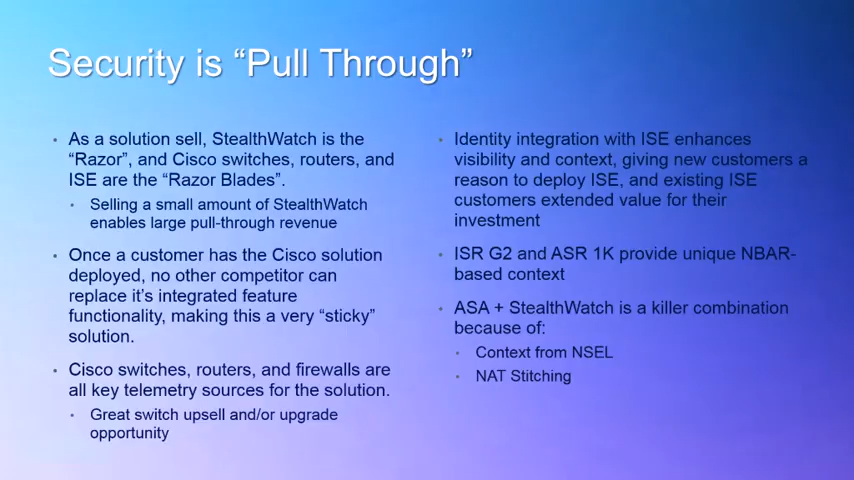 Security is “Pull Through”
• As a solution sell, StealthWatch is the
“Razor”, and Cisco switches, routers, and
ISE are the “Razor Blades”.
• Selling a small amount of StealthWatch
enables large pull-through revenue
• Once a customer has the Cisco solution
deployed, no other competitor can
replace it’s integrated feature
functionality, making this a very “sticky”
solution.
• Cisco switches, routers, and firewalls are
all key telemetry sources for the solution.
• Great switch upsell and/or upgrade
opportunity
• Identity integration with ISE enhances
visibility and context, giving new customers a
reason to deploy ISE, and existing ISE
customers extended value for their
investment
• ISR G2 and ASR 1K provide unique NBAR-
based context
• ASA + StealthWatch is a killer combination
because of:
• Context from NSEL
• NAT Stitching